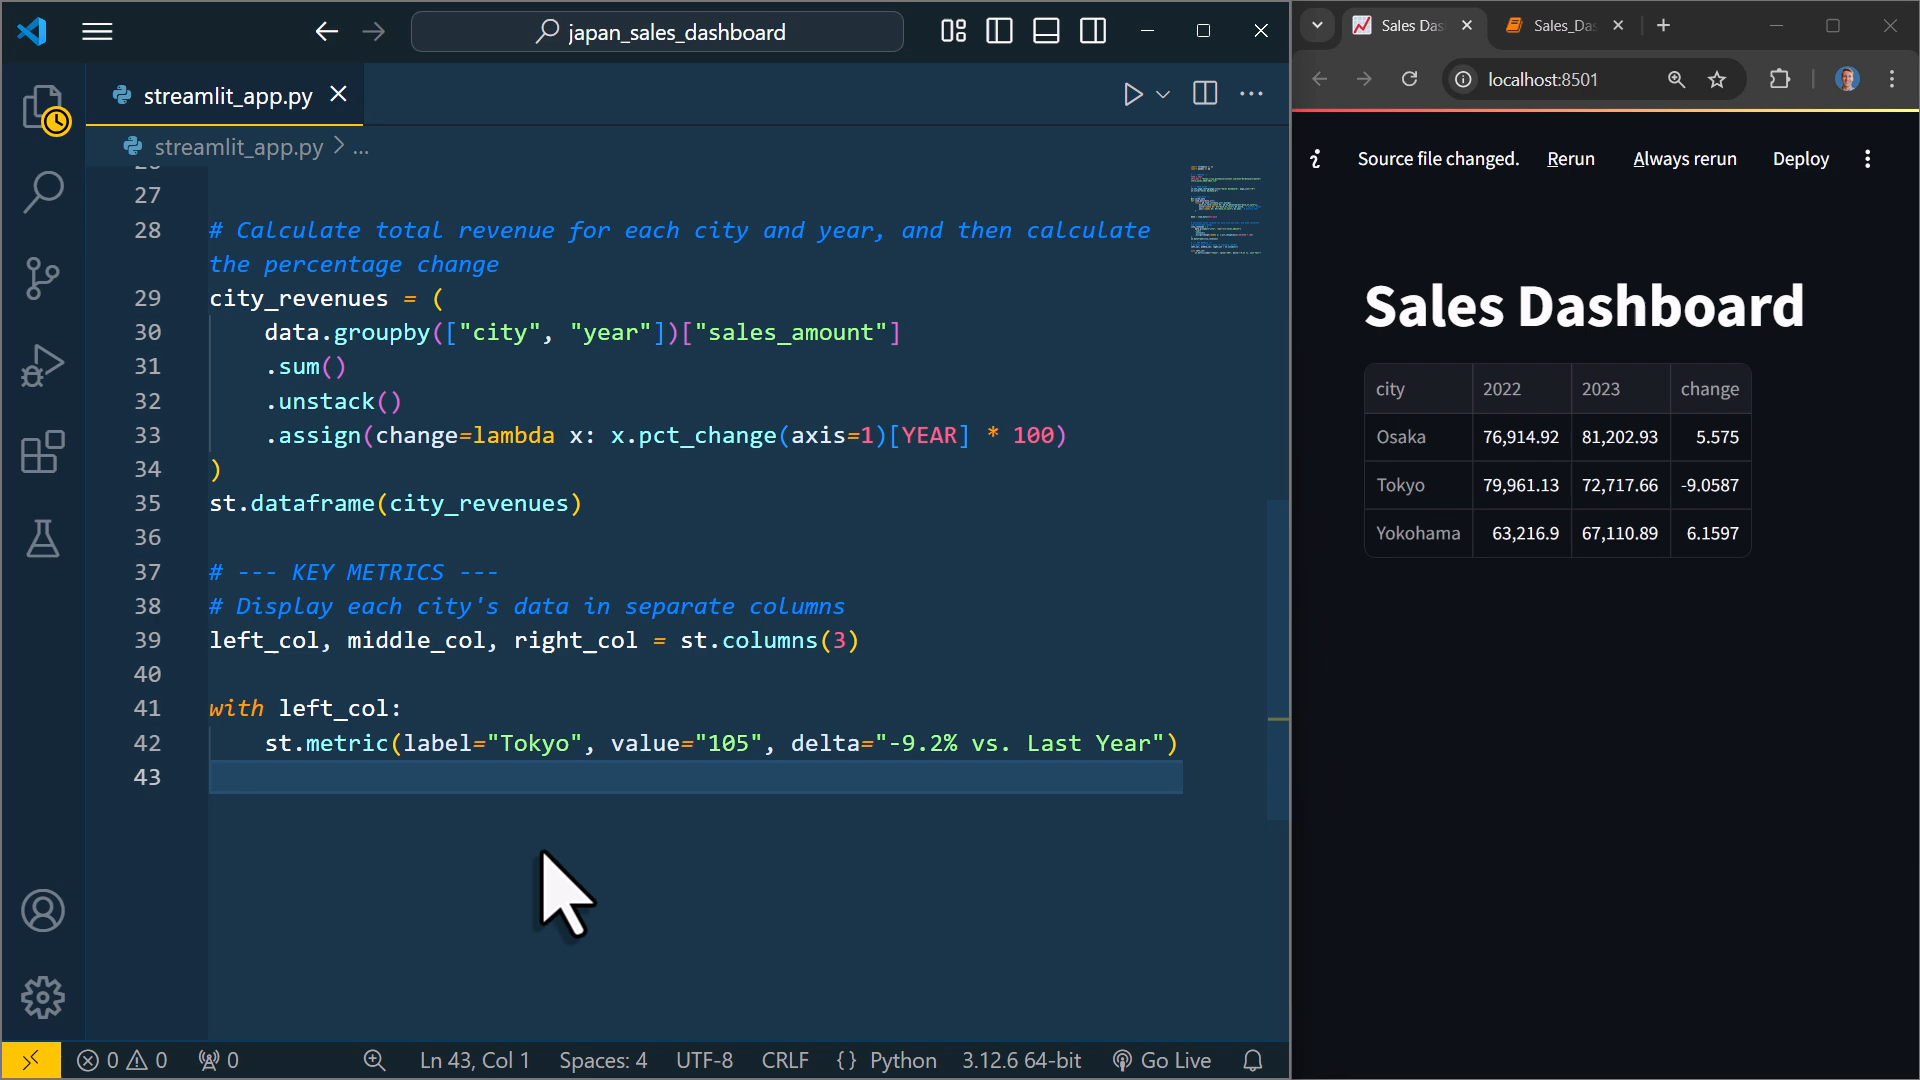 japan_sales_dashboard
streamlit_app.py
streamlit_app.py > ...
27
28 # Calculate total revenue for each city and year, and then calculate
the percentage change
29 city_revenues = (
30 data.groupby(["city", "year"])["sales_amount"]
31 .sum()
32 .unstack()
33 .assign(change=lambda x: x.pct_change(axis=1)[YEAR] * 100)
34 )
35 st.dataframe(city_revenues)
36
37 # --- KEY METRICS ---
38 # Display each city's data in separate columns
39 left_col, middle_col, right_col = st.columns(3)
40
41 with left_col:
42 st.metric(label="Tokyo", value="105", delta="-9.2% vs. Last Year")
43
0 0 0 Ln 43, Col 1 Spaces: 4 UTF-8 CRLF {} Python 3.12.6 64-bit Go Live
Sales Das Sales_Das
localhost:8501
Source file changed. Rerun Always rerun Deploy
Sales Dashboard
city 2022 2023 change
Osaka 76,914.92 81,202.93 5.575
Tokyo 79,961.13 72,717.66 -9.0587
Yokohama 63,216.9 67,110.89 6.1597